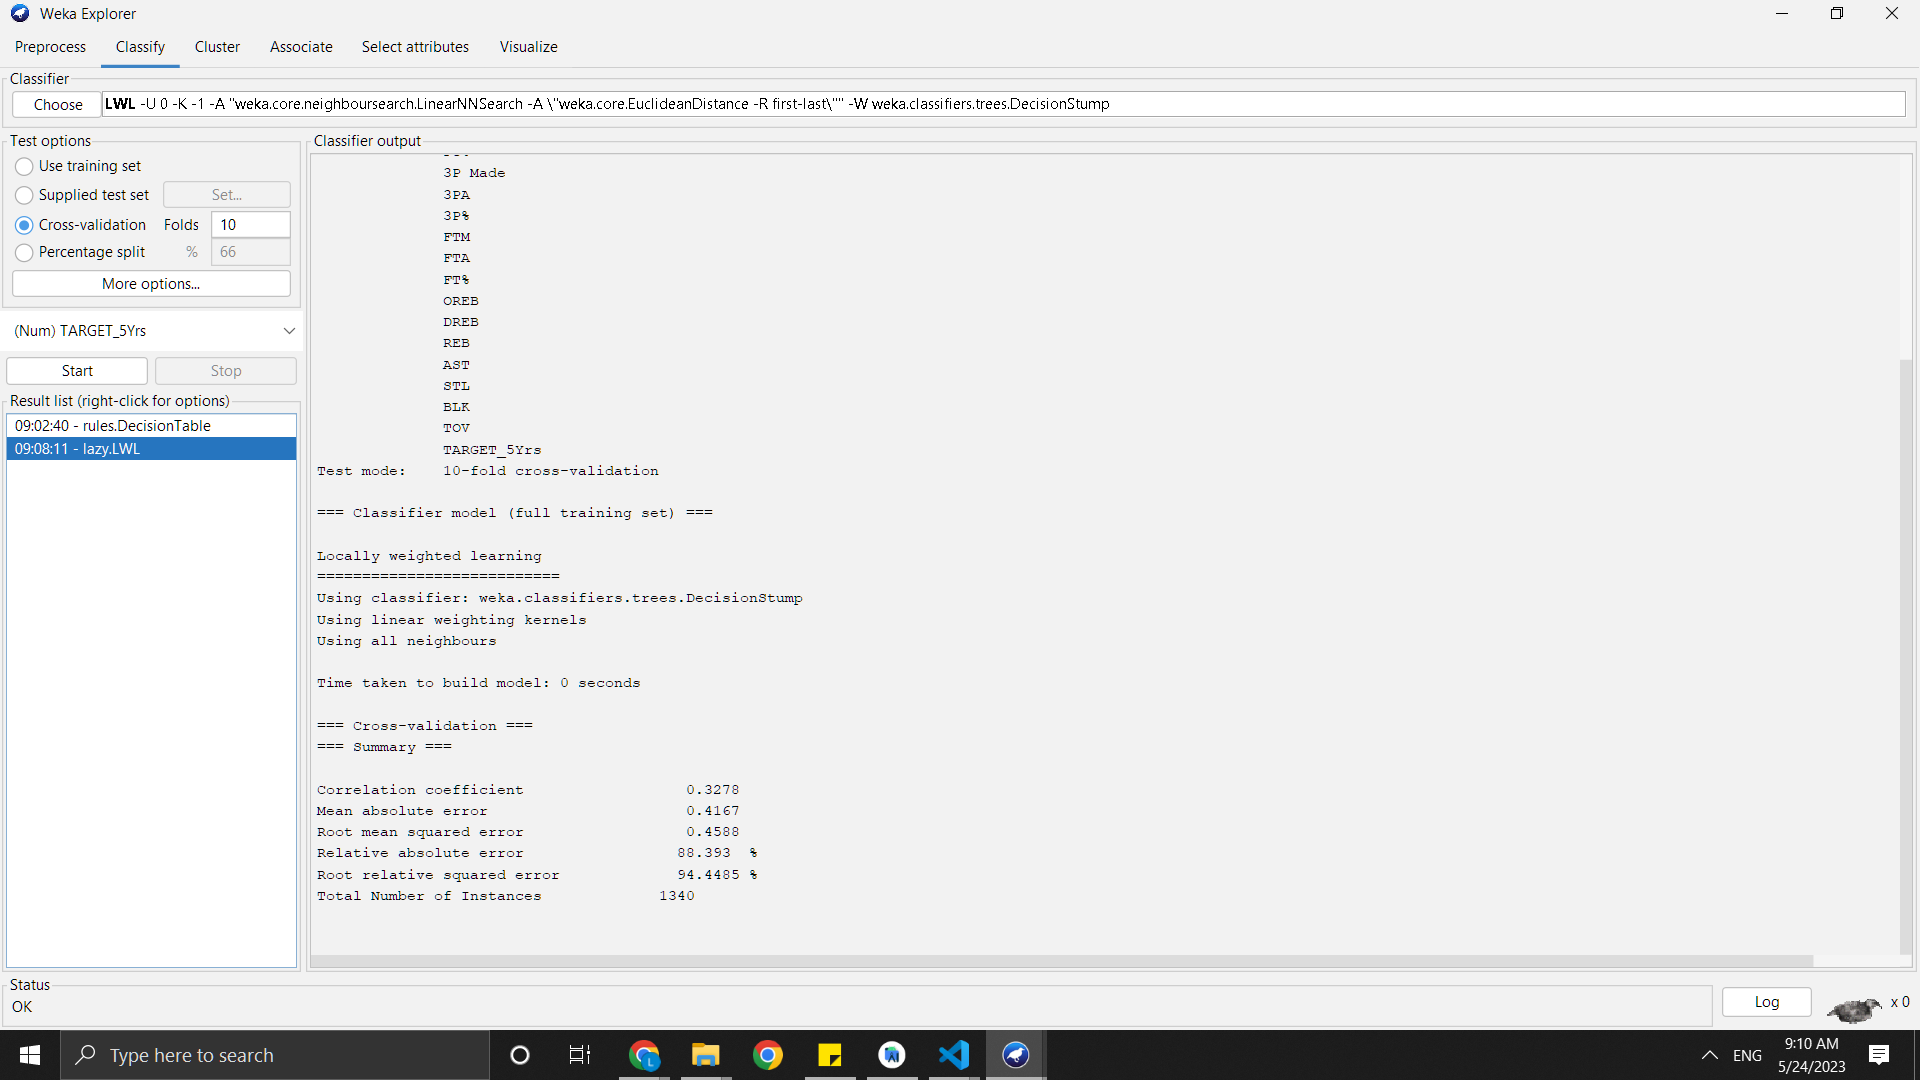 Weka Explorer
Preprocess Classify Cluster Associate Select attributes Visualize
Classifier
Choose LWL -U 0 -K -1 -A "weka.core.neighboursearch.LinearNNSearch -A \"weka.core.EuclideanDistance -R first-last\"" -W weka.classifiers.trees.DecisionStump
Test options
Use training set
Supplied test set Set...
Cross-validation Folds 10
Percentage split % 66
More options...
(Num) TARGET_5Yrs
Start Stop
Result list (right-click for options)
09:02:40 - rules.DecisionTable
09:08:11 - lazy.LWL
Classifier output
3P Made
3PA
3P%
FTM
FTA
FT%
OREB
DREB
REB
AST
STL
BLK
TOV
TARGET_5Yrs
Test mode: 10-fold cross-validation
=== Classifier model (full training set) ===
Locally weighted learning
===========================
Using classifier: weka.classifiers.trees.DecisionStump
Using linear weighting kernels
Using all neighbours
Time taken to build model: 0 seconds
=== Cross-validation ===
=== Summary ===
Correlation coefficient 0.3278
Mean absolute error 0.4167
Root mean squared error 0.4588
Relative absolute error 88.393 %
Root relative squared error 94.4485 %
Total Number of Instances 1340
Status
OK
Log x 0
Type here to search
L
ENG
9:10 AM
5/24/2023